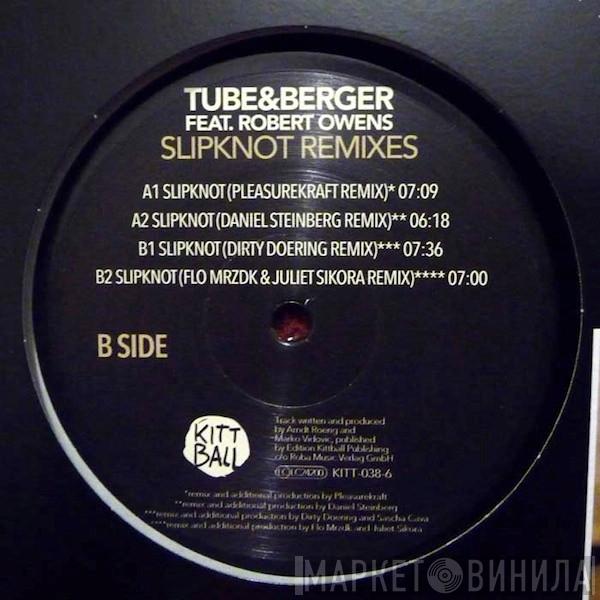 TUBE&BERGER
FEAT. ROBERT OWENS
SLIPKNOT REMIXES
A1 SLIPKNOT (PLEASUREKRAFT REMIX)* 07:09
A2 SLIPKNOT (DANIEL STEINBERG REMIX)** 06:18
B1 SLIPKNOT (DIRTY DOERING REMIX)*** 07:36
B2 SLIPKNOT (FLO MRZDK & JULIET SIKORA REMIX)**** 07:00
B SIDE
KITT
BALL
Track written and produced
by Arndt Roerig and
Marko Vidovic, published
by Edition Kittball Publishing
c/o Roba Music Verlag GmbH
LC 24200 KITT-038-6
*remix and additional production by Pleasurekraft
**remix and additional production by Daniel Steinberg
***remix and additional production by Dirty Doering and Sascha Cawa
****remix and additional production by Flo Mrzdk and Juliet Sikora
МАРКЕТ ВИНИЛА